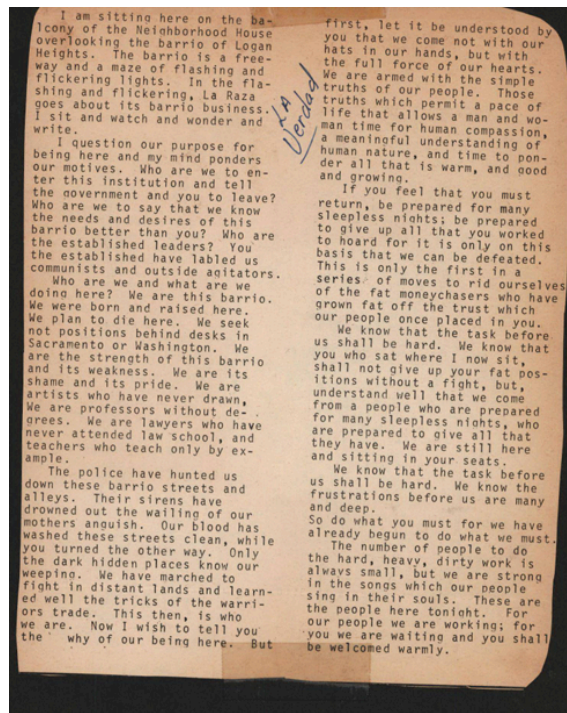 I am sitting here on the ba-
lcony of the Neighborhood House
overlooking the barrio of Logan
Heights. The barrio is a free-
way and a maze of flashing and
flickering lights. In the fla-
shing and flickering, La Raza
goes about its barrio business.
I sit and watch and wonder and
write.
I question our purpose for
being here and my mind ponders
our motives. Who are we to en-
ter this institution and tell
the government and you to leave?
Who are we to say that we know
the needs and desires of this
barrio better than you? Who are
the established leaders? You
the established have labled us
communists and outside agitators.
Who are we and what are we
doing here? We are this barrio.
We were born and raised here.
We plan to die here. We seek
not positions behind desks in
Sacramento or Washington. We
are the strength of this barrio
and its weakness. We are its
shame and its pride. We are
artists who have never drawn,
We are professors without de-
grees. We are lawyers who have
never attended law school, and
teachers who teach only by ex-
ample.
The police have hunted us
down these barrio streets and
alleys. Their sirens have
drowned out the wailing of our
mothers anguish. Our blood has
washed these streets clean, while
you turned the other way. Only
the dark hidden places know our
weeping. We have marched to
fight in distant lands and learn-
ed well the tricks of the warri-
ors trade. This then, is who
we are. Now I wish to tell you
the why of our being here. But
LA
Verdad
first, let it be understood by
you that we come not with our
hats in our hands, but with
the full force of our hearts.
We are armed with the simple
truths of our people. Those
truths which permit a pace of
life that allows a man and wo-
man time for human compassion,
a meaningful understanding of
human nature, and time to pon-
der all that is warm, and good
and growing.
If you feel that you must
return, be prepared for many
sleepless nights; be prepared
to give up all that you worked
to hoard for it is only on this
basis that we can be defeated.
This is only the first in a
series of moves to rid ourselves
of the fat moneychasers who have
grown fat off the trust which
our people once placed in you.
We know that the task before
us shall be hard. We know that
you who sat where I now sit,
shall not give up your fat pos-
itions without a fight, but,
understand well that we come
from a people who are prepared
for many sleepless nights, who
are prepared to give all that
they have. We are still here
and sitting in your seats.
We know that the task before
us shall be hard. We know the
frustrations before us are many
and deep.
So do what you must for we have
already begun to do what we must.
The number of people to do
the hard, heavy, dirty work is
always small, but we are strong
in the songs which our people
sing in their souls. These are
the people here tonight. For
our people we are working; for
you we are waiting and you shall
be welcomed warmly.